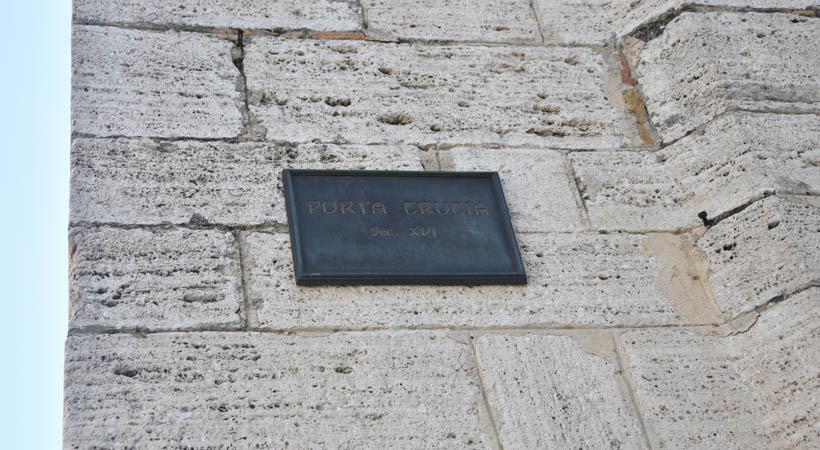 PORTA CRUCIA
Sec. XVI